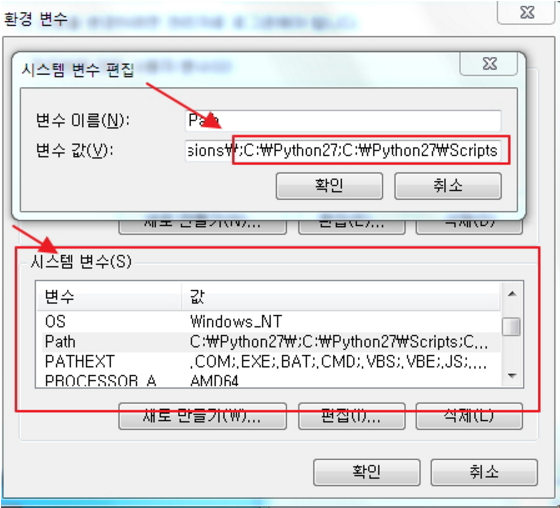 환경 변수
시스템 변수 편집
변수 이름(N):
Path
변수 값(V):
sions₩;C:₩Python27;C:₩Python27₩Scripts
확인
취소
새로 만들기(N)...
편집(E)...
삭제(D)
시스템 변수(S)
변수 값
OS Windows_NT
Path C:₩Python27₩;C:₩Python27₩Scripts;C...
PATHEXT .COM;.EXE;.BAT;.CMD;.VBS;.VBE;.JS;....
PROCESSOR_A AMD64
새로 만들기(W)...
편집(I)...
삭제(L)
확인
취소